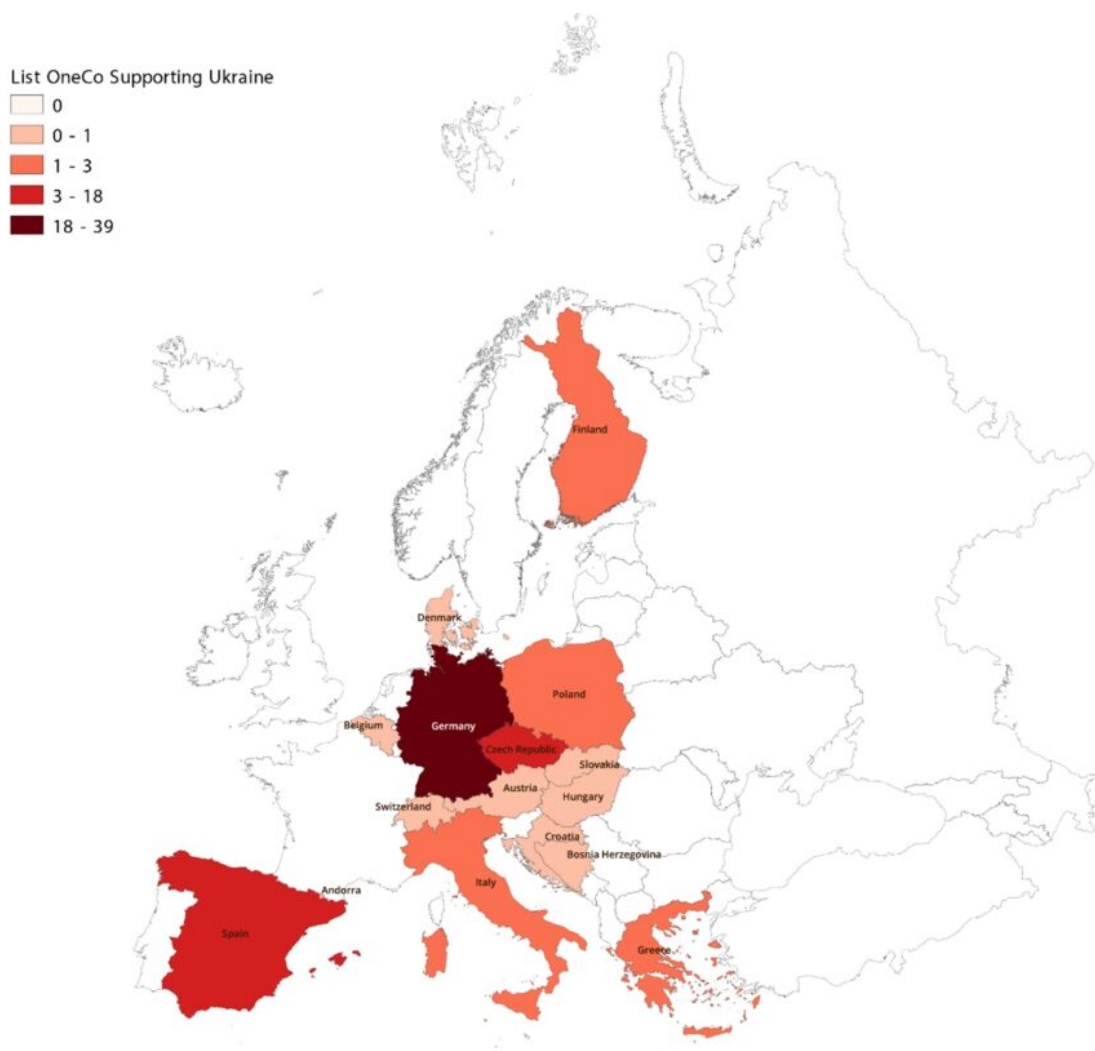 List OneCo Supporting Ukraine
0
0 - 1
1 - 3
3 - 18
18 - 39
Finland
Denmark
Poland
Belgium
Germany
Czech Republic
Slovakia
Austria
Hungary
Switzerland
Croatia
Bosnia Herzegovina
Italy
Andorra
Spain
Greece